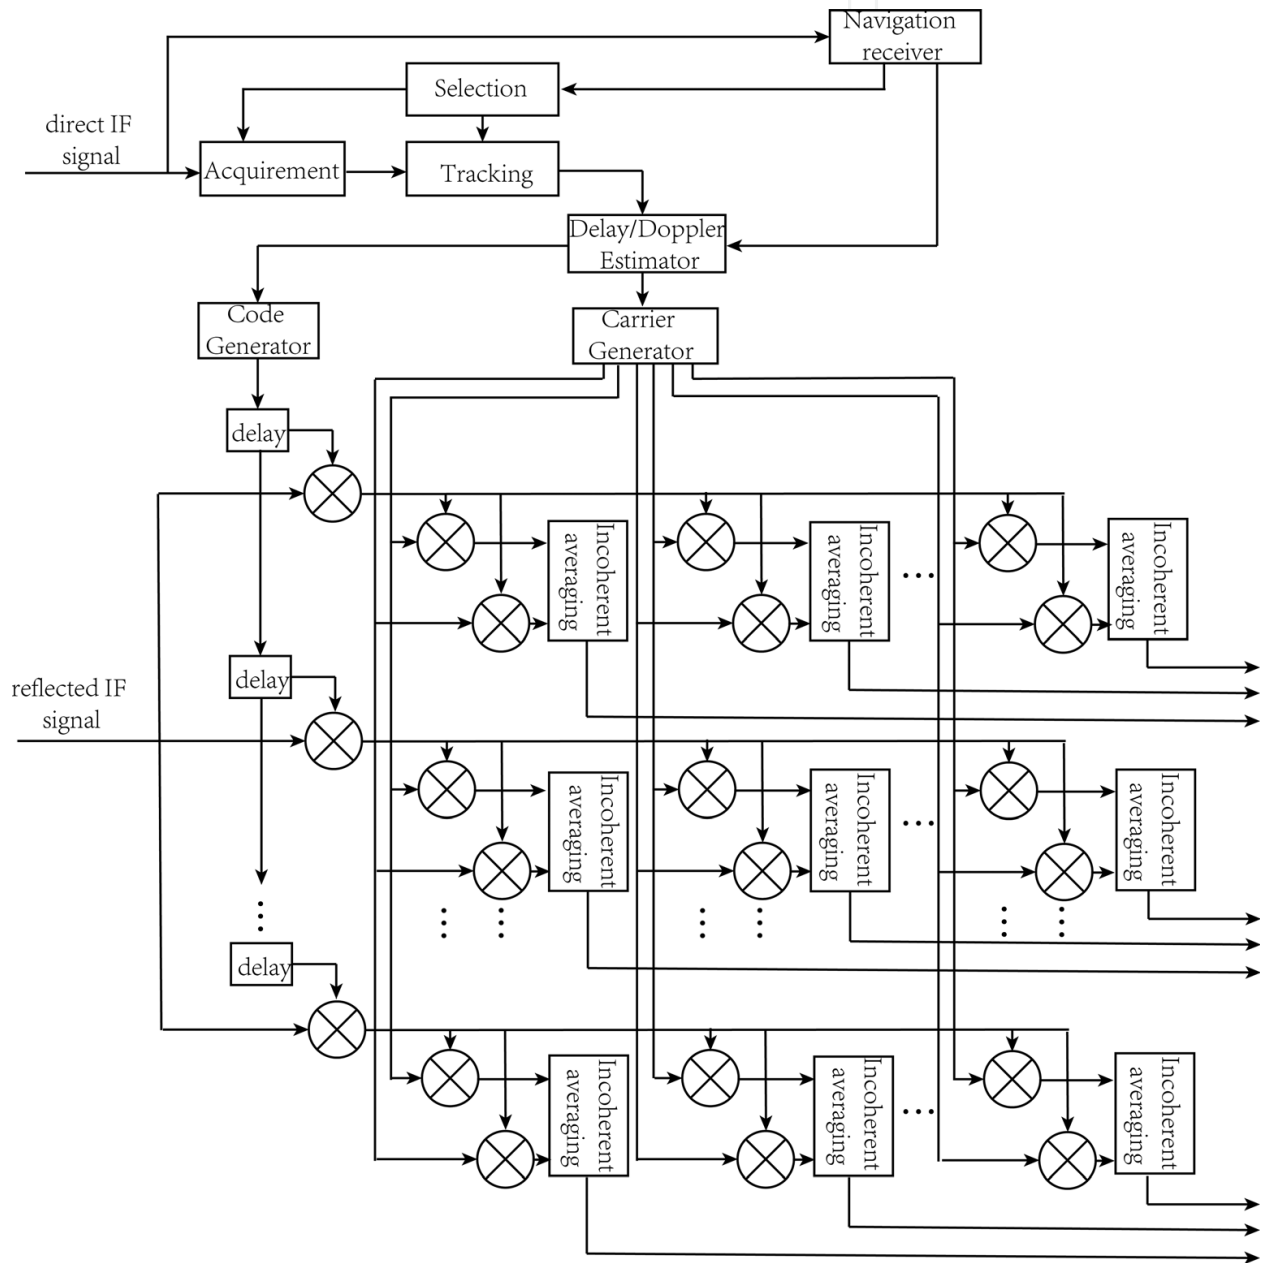 Navigation
receiver
Selection
direct IF
signal
Acquirement
Tracking
Delay/Doppler
Estimator
Code
Generator
Carrier
Generator
delay
Incoherent
averaging
Incoherent
averaging
...
Incoherent
averaging
delay
reflected IF
signal
Incoherent
averaging
Incoherent
averaging
...
Incoherent
averaging
delay
Incoherent
averaging
Incoherent
averaging
...
Incoherent
averaging